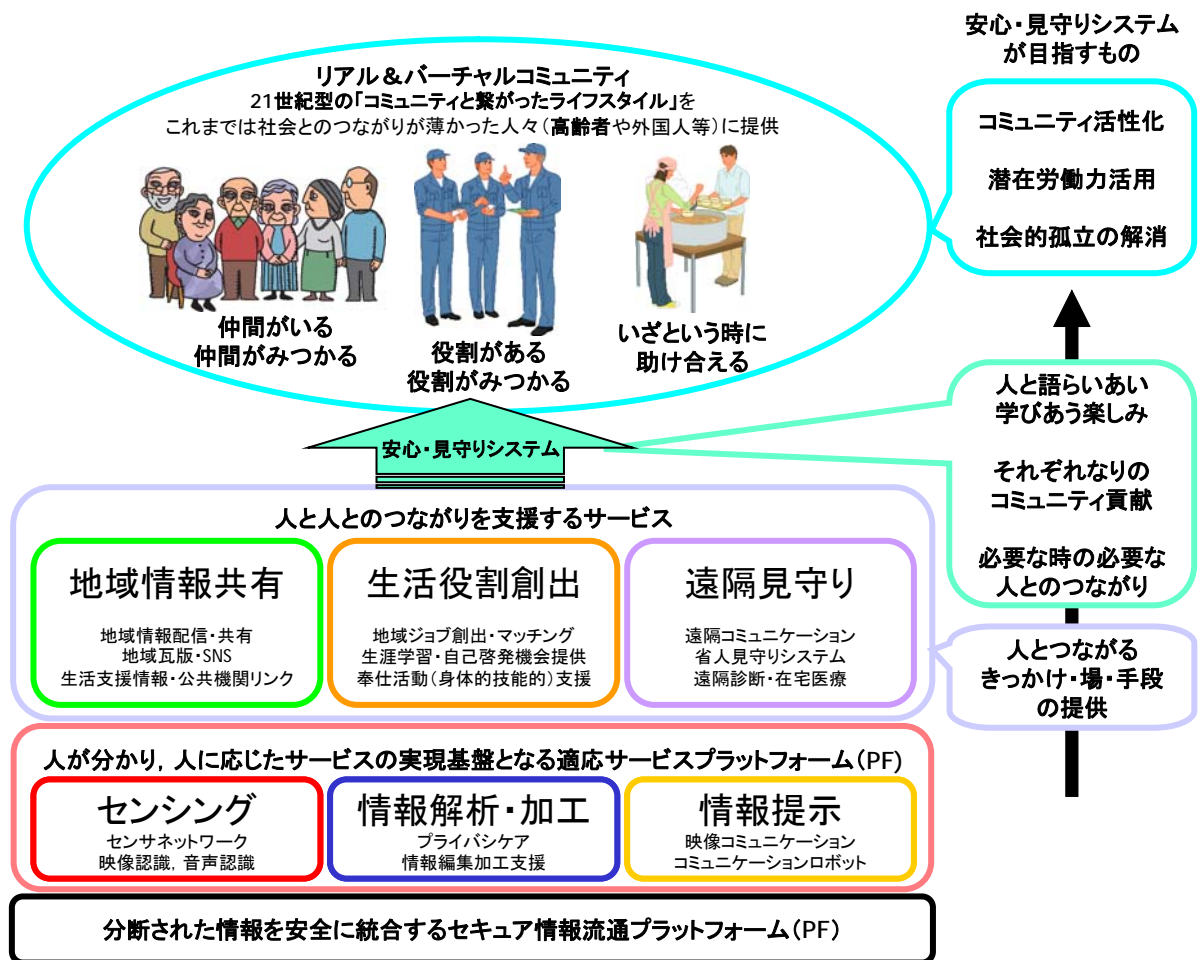 安心・見守りシステム
が目指すもの
リアル＆バーチャルコミュニティ
21世紀型の「コミュニティと繋がったライフスタイル」を
これまでは社会とのつながりが薄かった人々（高齢者や外国人等）に提供
仲間がいる
仲間がみつかる
役割がある
役割がみつかる
いざという時に
助け合える
コミュニティ活性化
潜在労働力活用
社会的孤立の解消
安心・見守りシステム
人と語らいあい
学びあう楽しみ
それぞれなりの
コミュニティ貢献
必要な時の必要な
人とのつながり
人とつながる
きっかけ・場・手段
の提供
人と人とのつながりを支援するサービス
地域情報共有
地域情報配信・共有
地域瓦版・SNS
生活支援情報・公共機関リンク
生活役割創出
地域ジョブ創出・マッチング
生涯学習・自己啓発機会提供
奉仕活動（身体的技能的）支援
遠隔見守り
遠隔コミュニケーション
省人見守りシステム
遠隔診断・在宅医療
人が分かり，人に応じたサービスの実現基盤となる適応サービスプラットフォーム（PF）
センシング
センサネットワーク
映像認識，音声認識
情報解析・加工
プライバシケア
情報編集加工支援
情報提示
映像コミュニケーション
コミュニケーションロボット
分断された情報を安全に統合するセキュア情報流通プラットフォーム（PF）